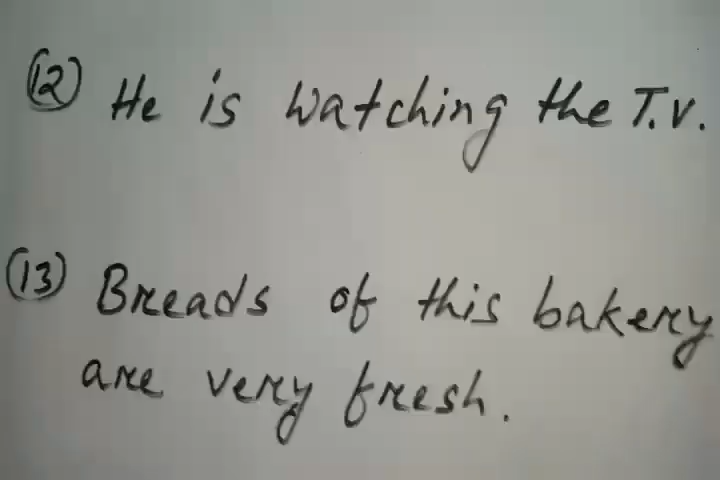 (12) He is watching the T.V.
(13) Breads of this bakery
are very fresh.